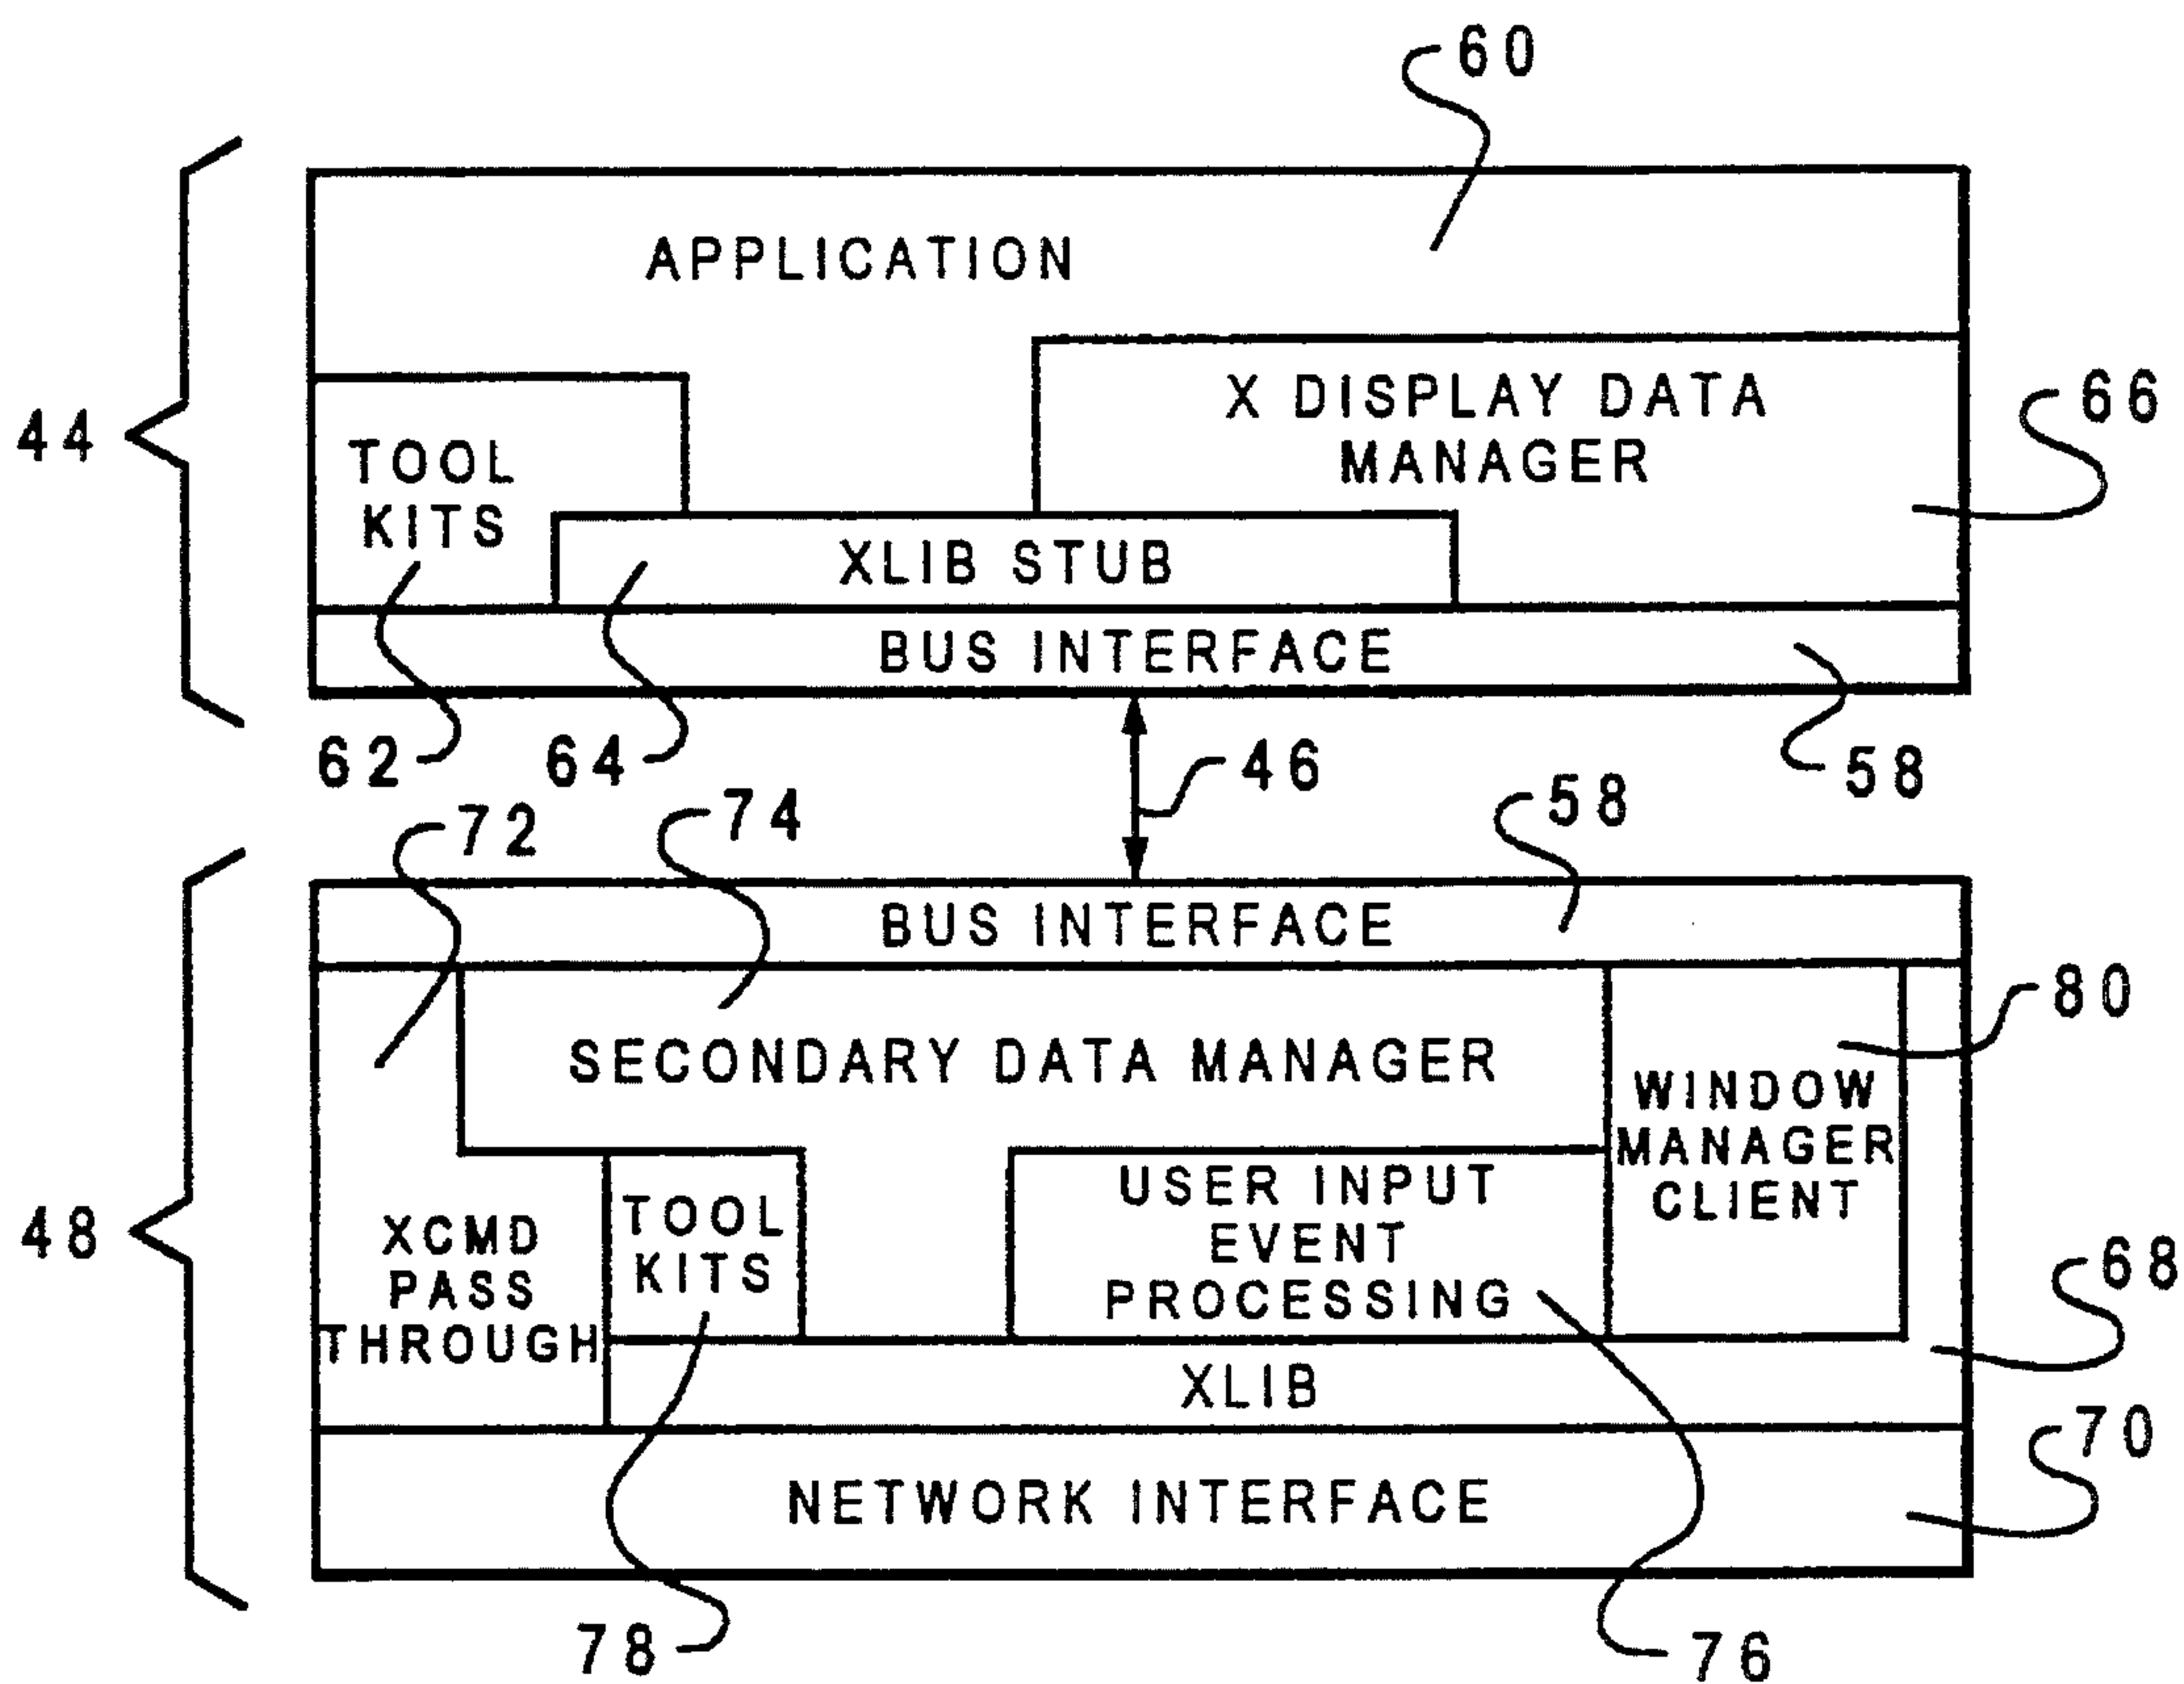 60
APPLICATION
X DISPLAY DATA
MANAGER
66
44
TOOL
KITS
XLIB STUB
BUS INTERFACE
62
64
46
58
72
74
58
BUS INTERFACE
80
SECONDARY DATA MANAGER
WINDOW
MANAGER
CLIENT
48
XCMD
PASS
THROUGH
TOOL
KITS
USER INPUT
EVENT
PROCESSING
68
XLIB
70
NETWORK INTERFACE
78
76